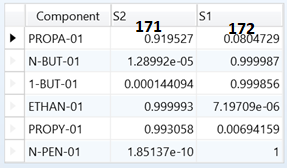 Component S2 S1
171 172
PROPA-01 0.919527 0.0804729
N-BUT-01 1.28992e-05 0.999987
1-BUT-01 0.000144094 0.999856
ETHAN-01 0.999993 7.19709e-06
PROPY-01 0.993058 0.00694159
N-PEN-01 1.85137e-10 1